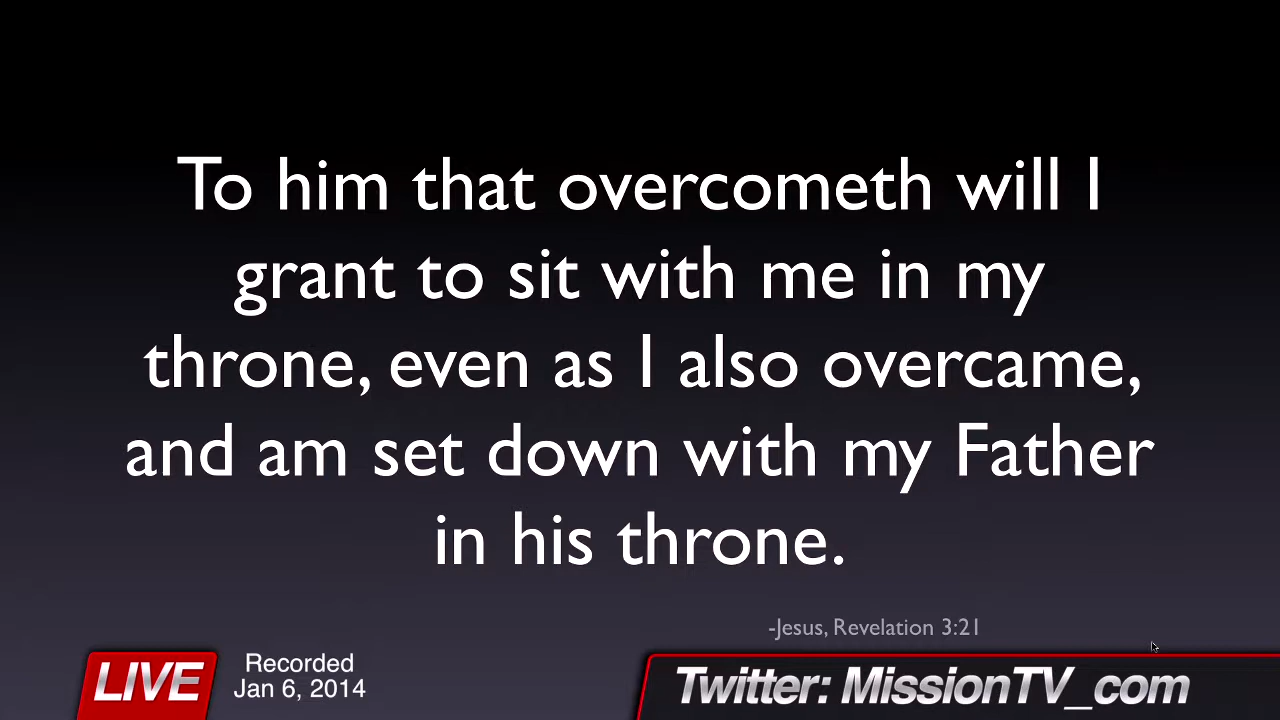 To him that overcometh will I
grant to sit with me in my
throne, even as I also overcame,
and am set down with my Father
in his throne.
-Jesus, Revelation 3:21
LIVE
Recorded
Jan 6, 2014
Twitter: MissionTV_com